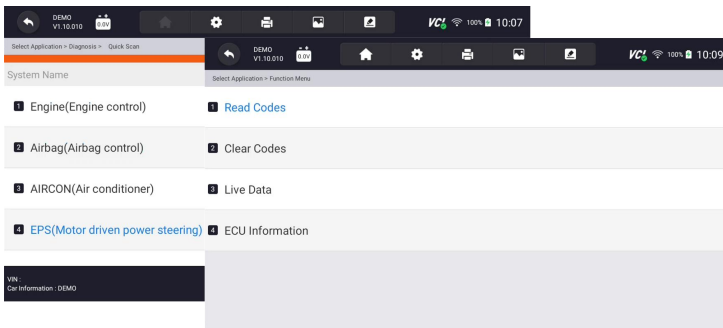 DEMO
V1.10.010
0.0V
VCI 100% 10:07
Select Application > Diagnosis > Quick Scan
System Name
1 Engine(Engine control)
2 Airbag(Airbag control)
3 AIRCON(Air conditioner)
4 EPS(Motor driven power steering)
VIN :
Car Information : DEMO
DEMO
V1.10.010
0.0V
VCI 100% 10:09
Select Application > Function Menu
1 Read Codes
2 Clear Codes
3 Live Data
4 ECU Information